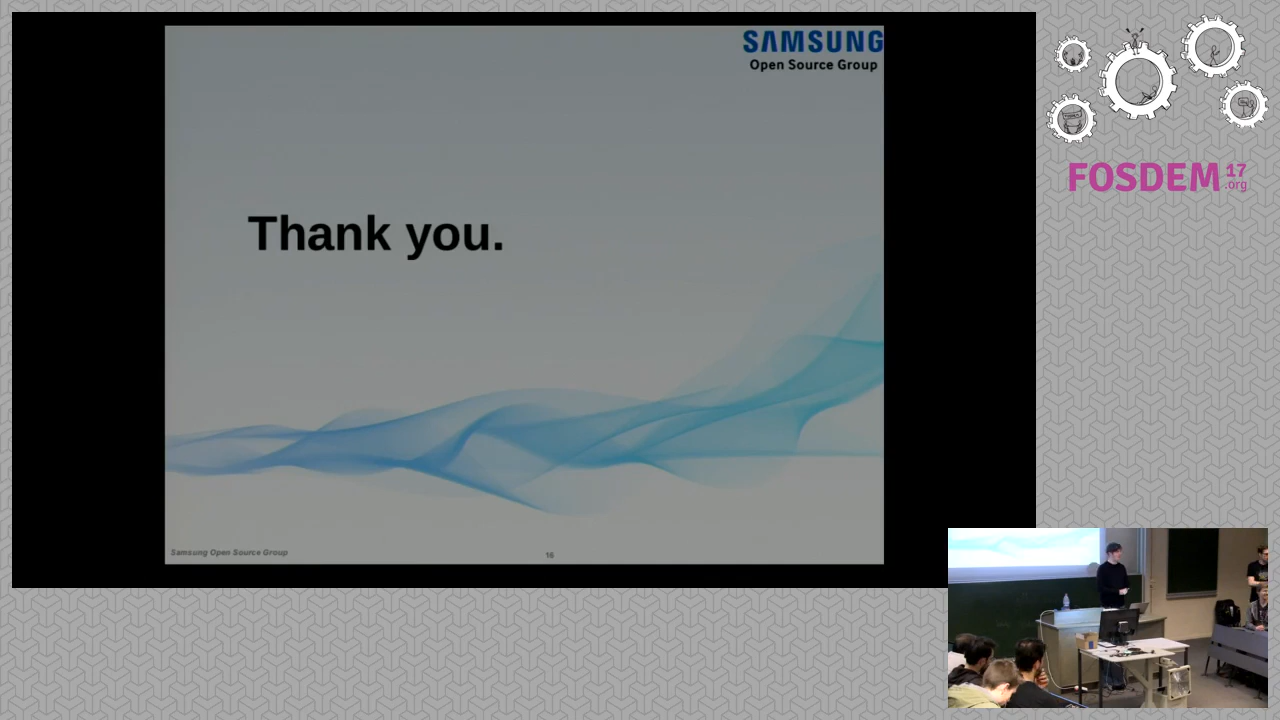 SAMSUNG
Open Source Group
Thank you.
Samsung Open Source Group
16
FOSDEM 17
.org